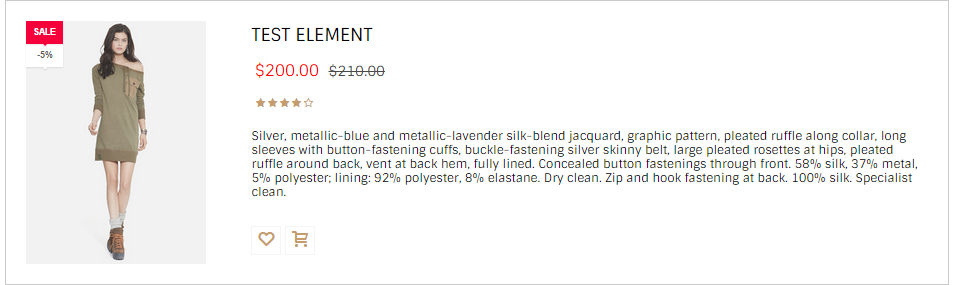 SALE
-5%
TEST ELEMENT
$200.00 $210.00
Silver, metallic-blue and metallic-lavender silk-blend jacquard, graphic pattern, pleated ruffle along collar, long
sleeves with button-fastening cuffs, buckle-fastening silver skinny belt, large pleated rosettes at hips, pleated
ruffle around back, vent at back hem, fully lined. Concealed button fastenings through front. 58% silk, 37% metal,
5% polyester; lining: 92% polyester, 8% elastane. Dry clean. Zip and hook fastening at back. 100% silk. Specialist
clean.